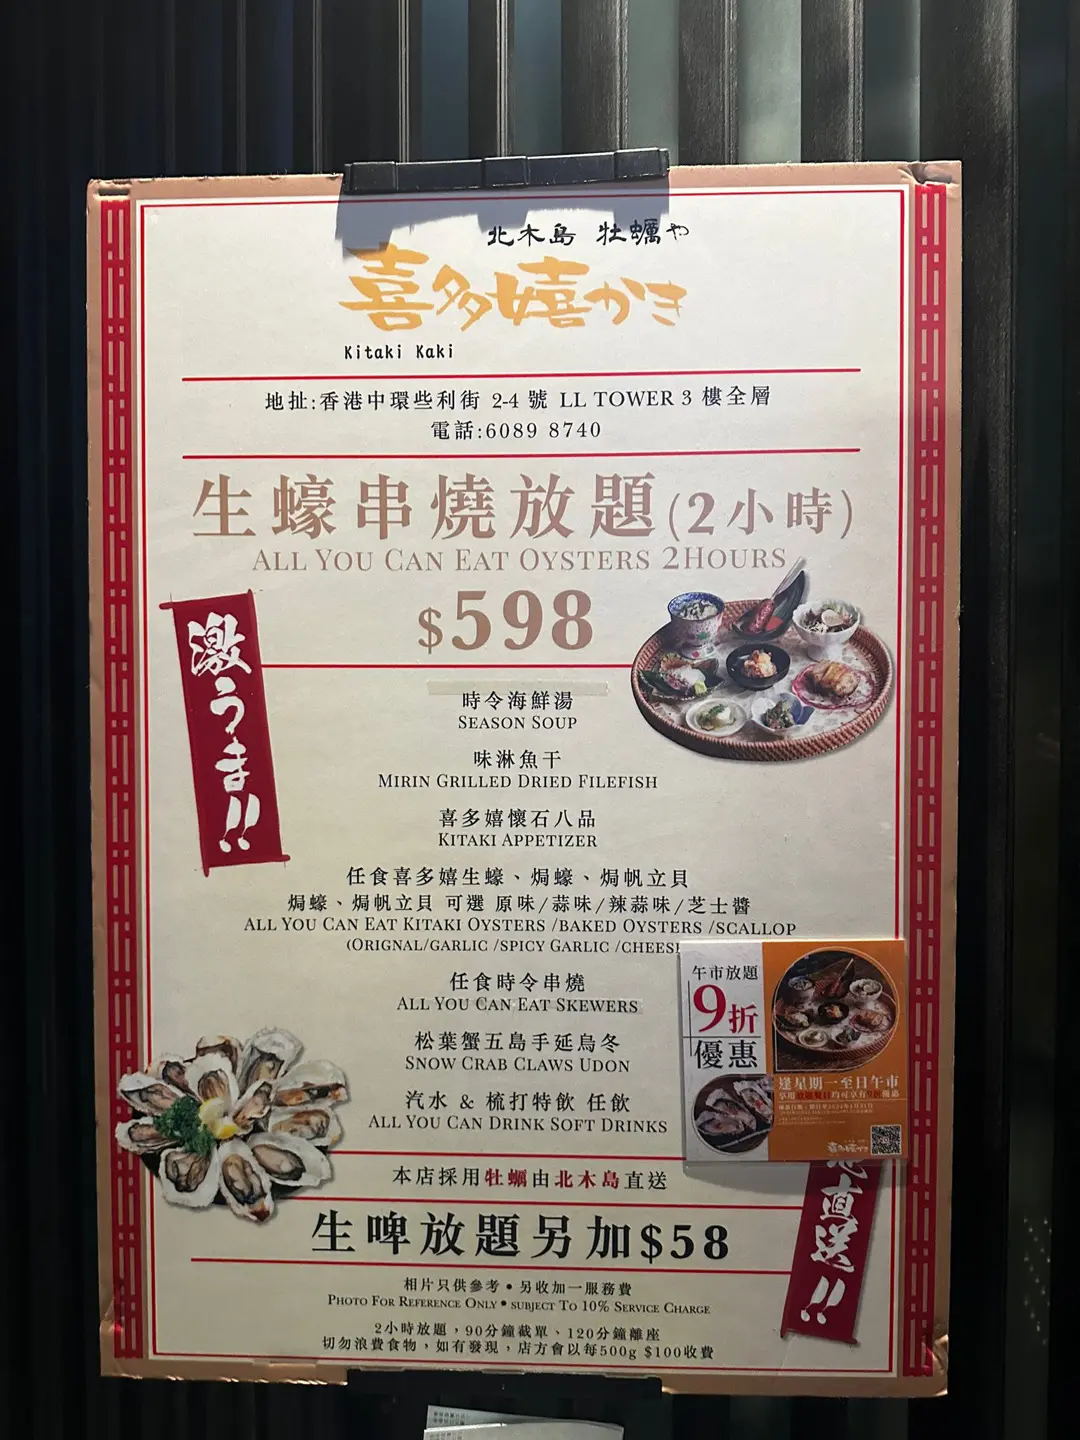 北木島 牡蠣や
喜多嬉かき
Kitaki Kaki
地址:香港中環些利街 2-4 號 LL TOWER 3 樓全層
電話:6089 8740
生蠔串燒放題(2小時)
ALL YOU CAN EAT OYSTERS 2HOURS
$598
激うま!!
時令海鮮湯
SEASON SOUP
味淋魚干
MIRIN GRILLED DRIED FILEFISH
喜多嬉懷石八品
KITAKI APPETIZER
任食喜多嬉生蠔、焗蠔、焗帆立貝
焗蠔、焗帆立貝 可選 原味/蒜味/辣蒜味/芝士醬
ALL YOU CAN EAT KITAKI OYSTERS /BAKED OYSTERS /SCALLOP
(ORIGNAL/GARLIC /SPICY GARLIC /CHEESE
任食時令串燒
ALL YOU CAN EAT SKEWERS
松葉蟹五島手延烏冬
SNOW CRAB CLAWS UDON
汽水 & 梳打特飲 任飲
ALL YOU CAN DRINK SOFT DRINKS
午市放題
9折
優惠
逢星期一至日午市
喜多嬉かき
本店採用牡蠣由北木島直送
直送!!
生啤放題另加$58
相片只供參考•另收加一服務費
PHOTO FOR REFERENCE ONLY • SUBJECT TO 10% SERVICE CHARGE
2小時放題，90分鐘截單、120分鐘離座
切勿浪費食物，如有發現，店方會以每500g $100收費